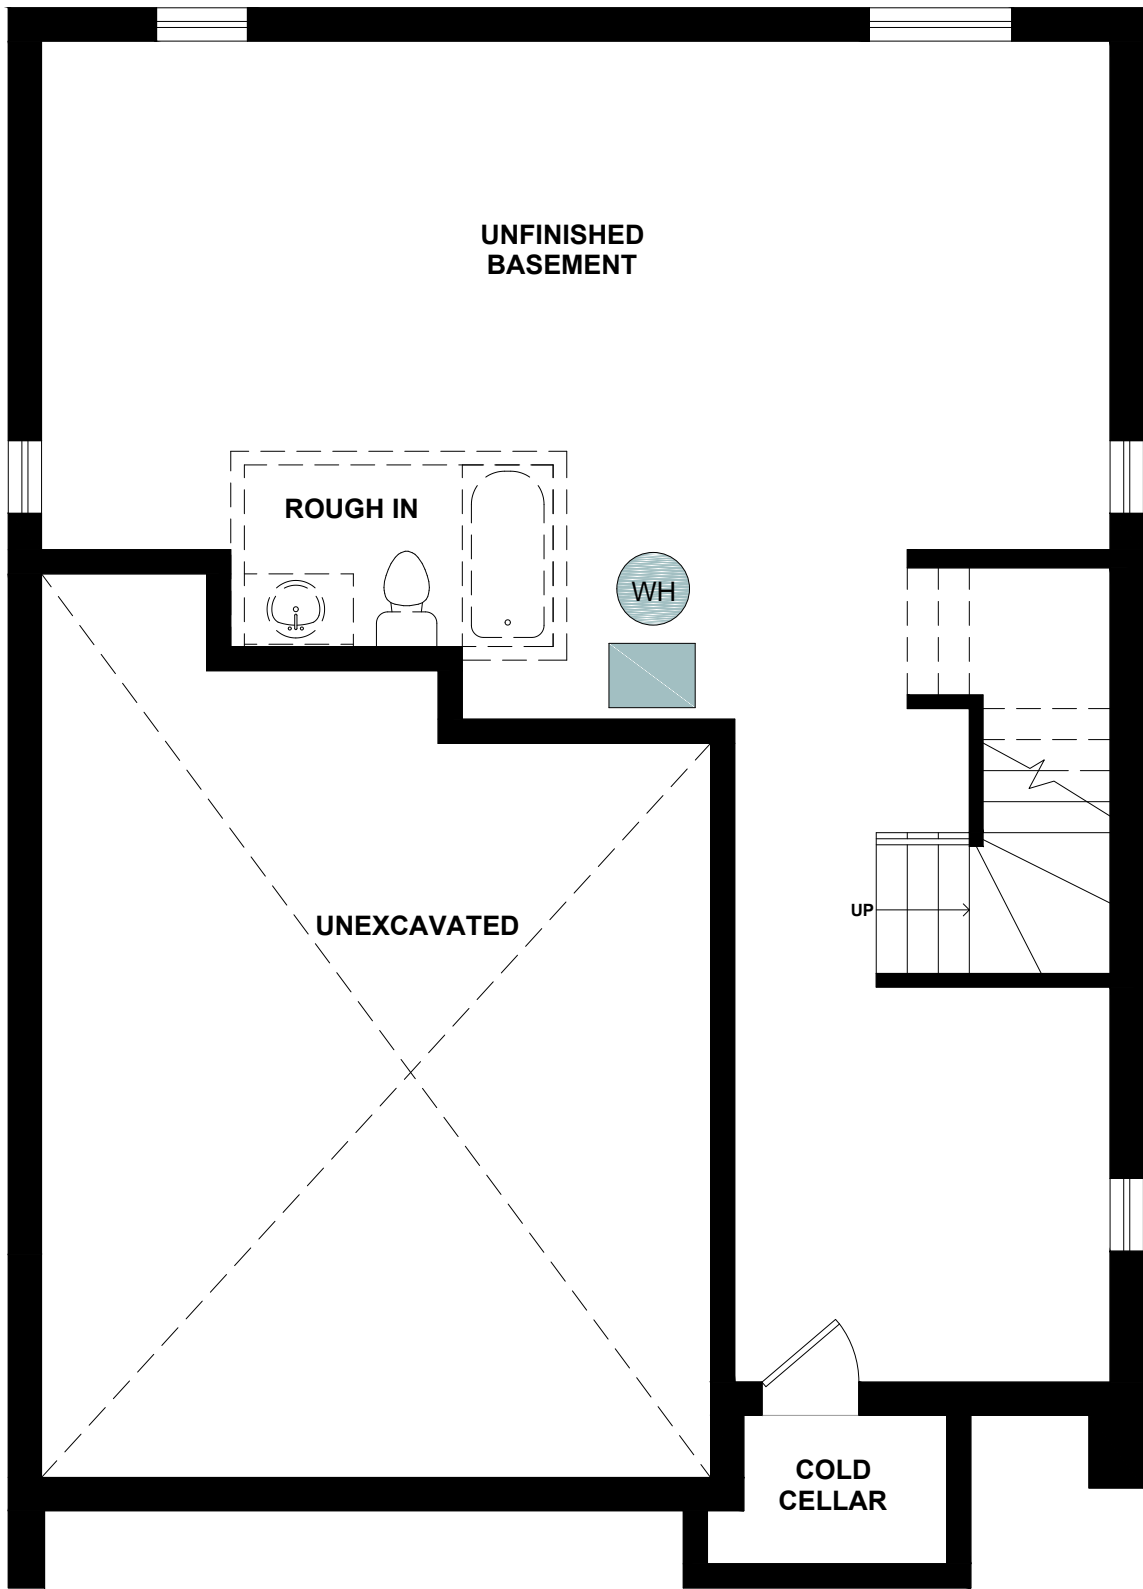 UNFINISHED
BASEMENT
ROUGH IN
WH
UNEXCAVATED
UP
COLD
CELLAR